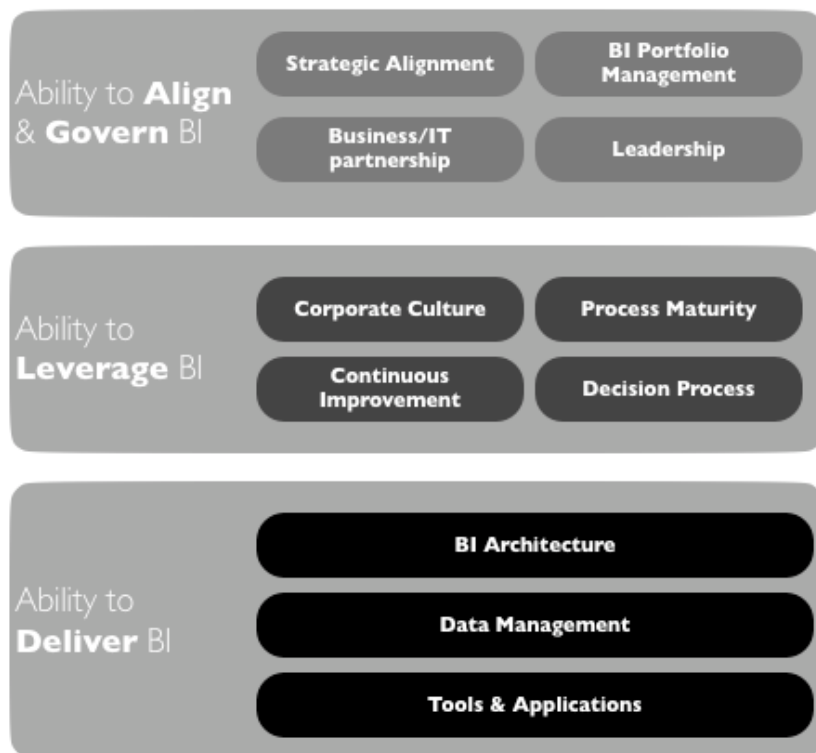 Ability to Align
& Govern BI
Strategic Alignment
BI Portfolio
Management
Business/IT
partnership
Leadership
Ability to
Leverage BI
Corporate Culture
Process Maturity
Continuous
Improvement
Decision Process
Ability to
Deliver BI
BI Architecture
Data Management
Tools & Applications